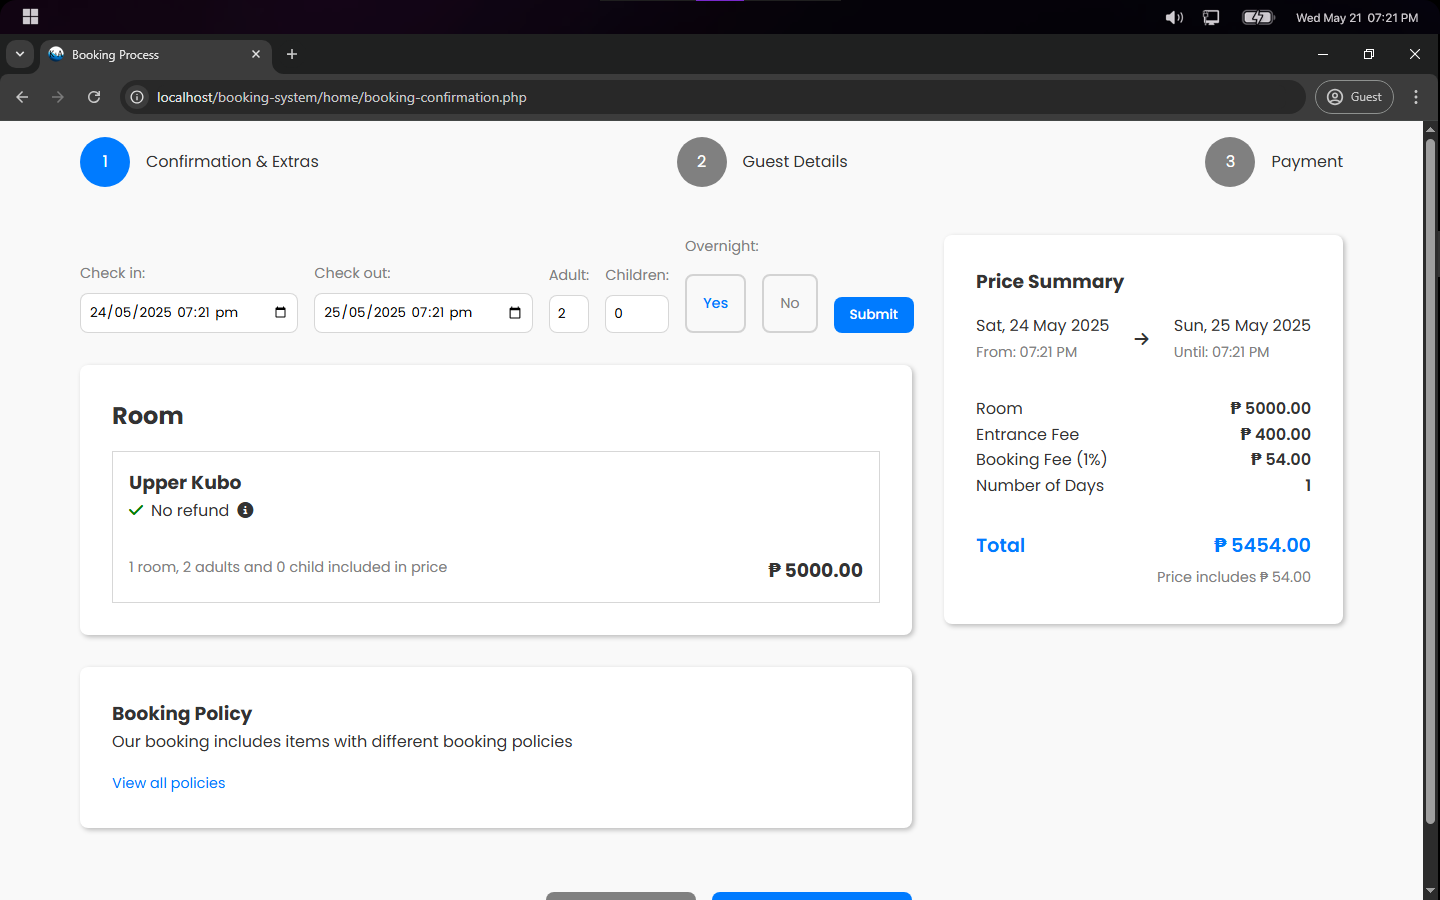 Wed May 21 07:21 PM
Booking Process
localhost/booking-system/home/booking-confirmation.php
Guest
1 Confirmation & Extras
2 Guest Details
3 Payment
Check in:
24/05/2025 07:21 pm
Check out:
25/05/2025 07:21 pm
Adult:
2
Children:
0
Overnight:
Yes
No
Submit
Room
Upper Kubo
No refund
1 room, 2 adults and 0 child included in price
₱ 5000.00
Booking Policy
Our booking includes items with different booking policies
View all policies
Price Summary
Sat, 24 May 2025
From: 07:21 PM
Sun, 25 May 2025
Until: 07:21 PM
Room ₱ 5000.00
Entrance Fee ₱ 400.00
Booking Fee (1%) ₱ 54.00
Number of Days 1
Total ₱ 5454.00
Price includes ₱ 54.00